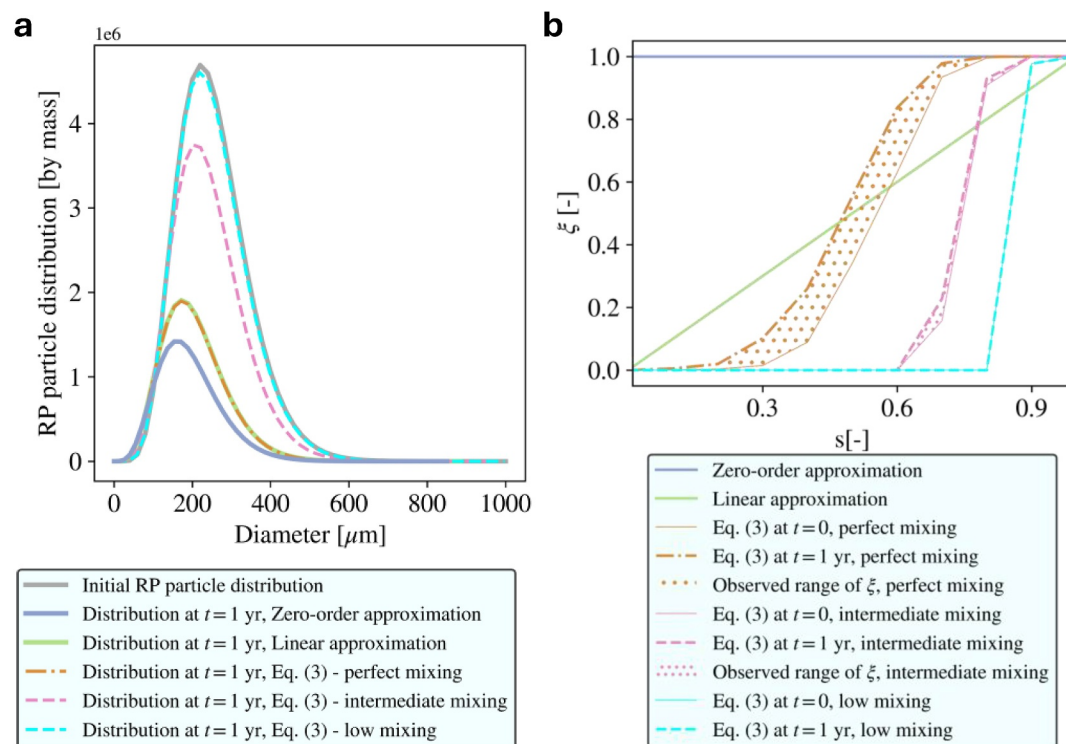 a
1e6
RP particle distribution [by mass]
4
3
2
1
0
0 200 400 600 800 1000
Diameter [μm]
Initial RP particle distribution
Distribution at t = 1 yr, Zero-order approximation
Distribution at t = 1 yr, Linear approximation
Distribution at t = 1 yr, Eq. (3) - perfect mixing
Distribution at t = 1 yr, Eq. (3) - intermediate mixing
Distribution at t = 1 yr, Eq. (3) - low mixing
b
ξ [-]
1.0
0.8
0.6
0.4
0.2
0.0
0.3 0.6 0.9
s[-]
Zero-order approximation
Linear approximation
Eq. (3) at t = 0, perfect mixing
Eq. (3) at t = 1 yr, perfect mixing
Observed range of ξ, perfect mixing
Eq. (3) at t = 0, intermediate mixing
Eq. (3) at t = 1 yr, intermediate mixing
Observed range of ξ, intermediate mixing
Eq. (3) at t = 0, low mixing
Eq. (3) at t = 1 yr, low mixing